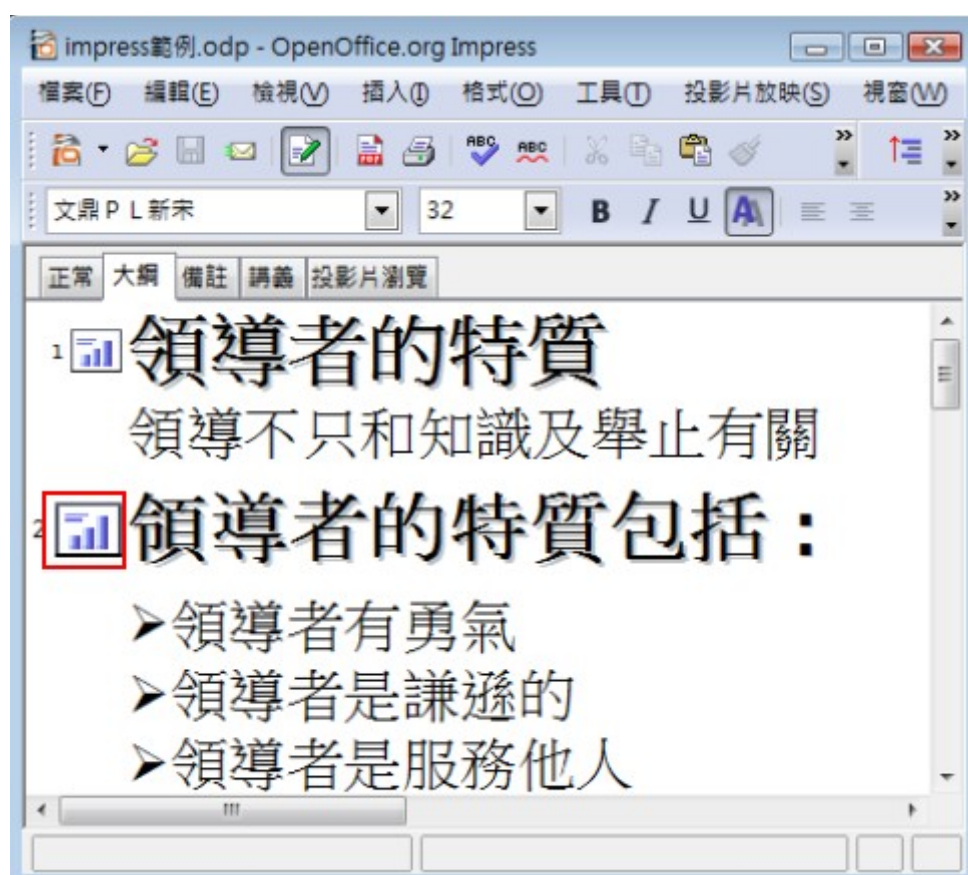 impress範例.odp - OpenOffice.org Impress
檔案(F) 編輯(E) 檢視(V) 插入(I) 格式(O) 工具(T) 投影片放映(S) 視窗(W)
PDF ABC ABC
文鼎ＰＬ新宋 32 B I U A
正常 大綱 備註 講義 投影片瀏覽
1 領導者的特質
領導不只和知識及舉止有關
2 領導者的特質包括：
➢領導者有勇氣
➢領導者是謙遜的
➢領導者是服務他人